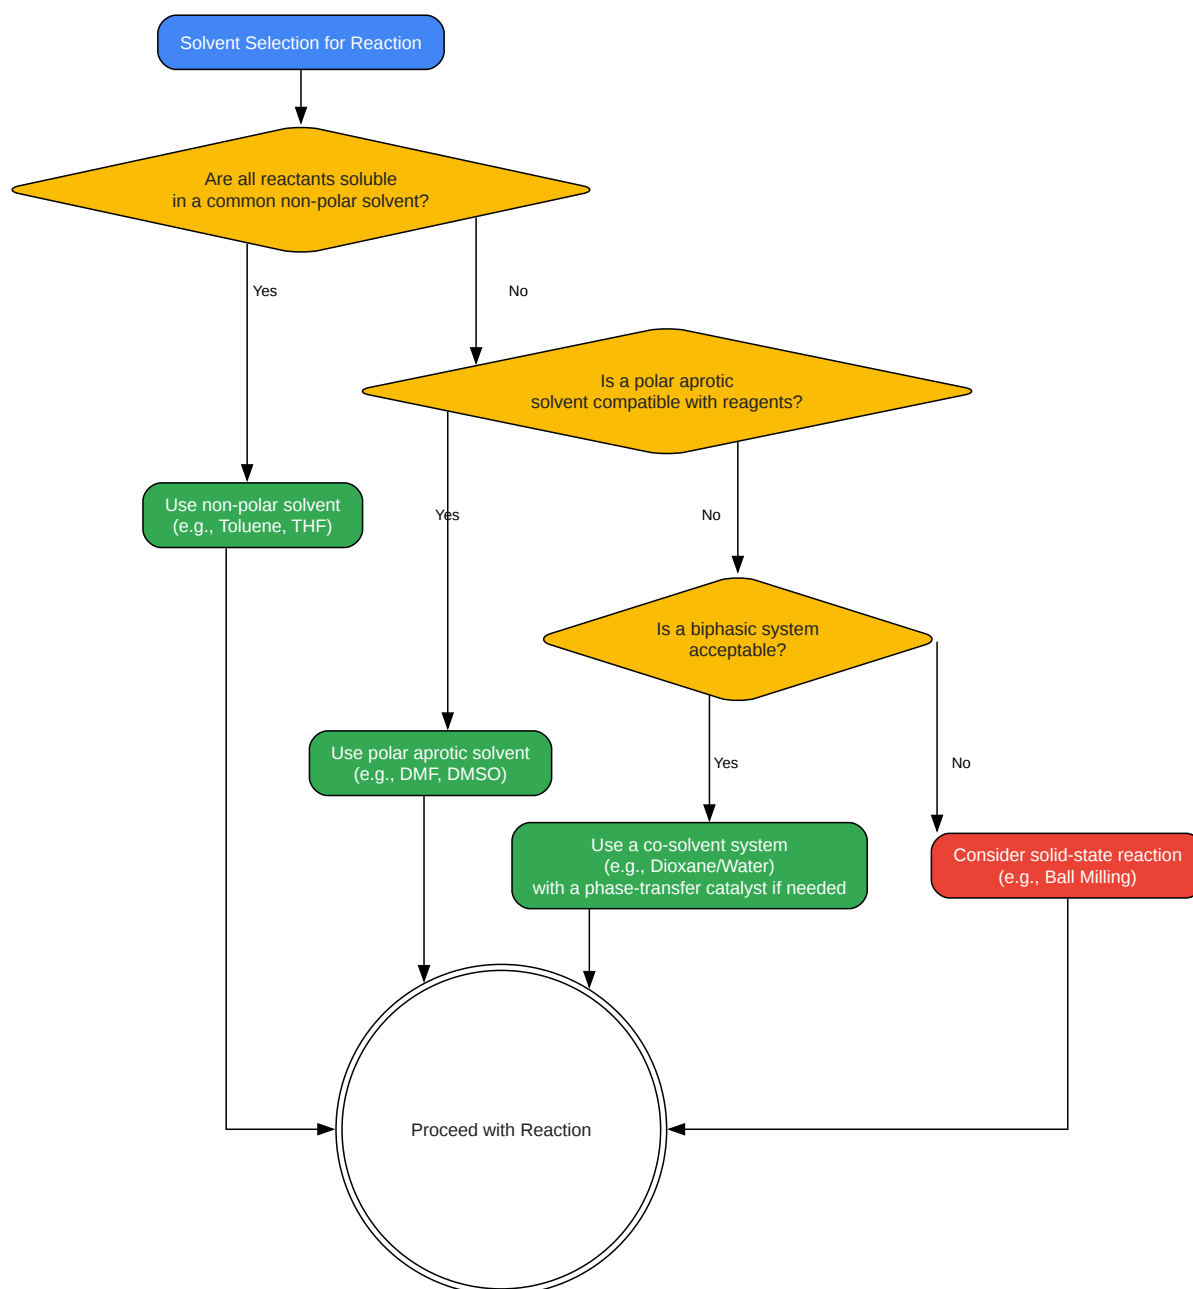 Solvent Selection for Reaction
Are all reactants soluble
in a common non-polar solvent?
Yes
No
Is a polar aprotic
solvent compatible with reagents?
Use non-polar solvent
(e.g., Toluene, THF)
Yes
No
Is a biphasic system
acceptable?
Use polar aprotic solvent
(e.g., DMF, DMSO)
Yes
No
Use a co-solvent system
(e.g., Dioxane/Water)
with a phase-transfer catalyst if needed
Consider solid-state reaction
(e.g., Ball Milling)
Proceed with Reaction